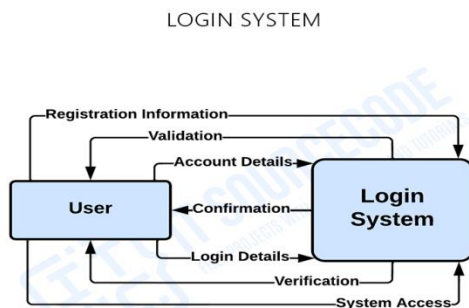 LOGIN SYSTEM
Registration Information
Validation
Account Details
User
Confirmation
Login
System
Login Details
Verification
System Access